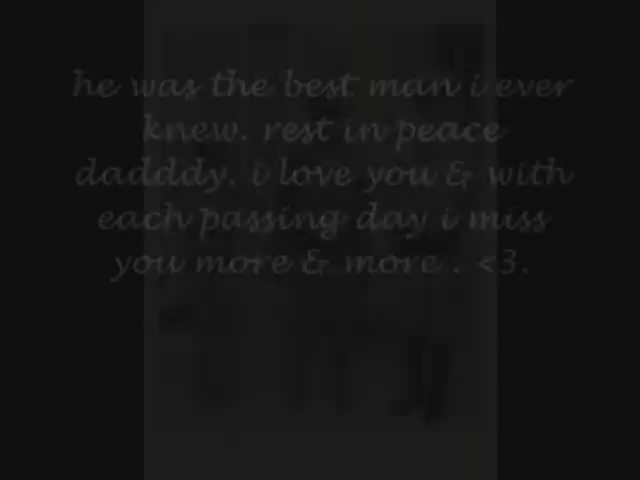 he was the best man i ever
knew. rest in peace
dadddy. i love you & with
each passing day i miss
you more & more . <3.